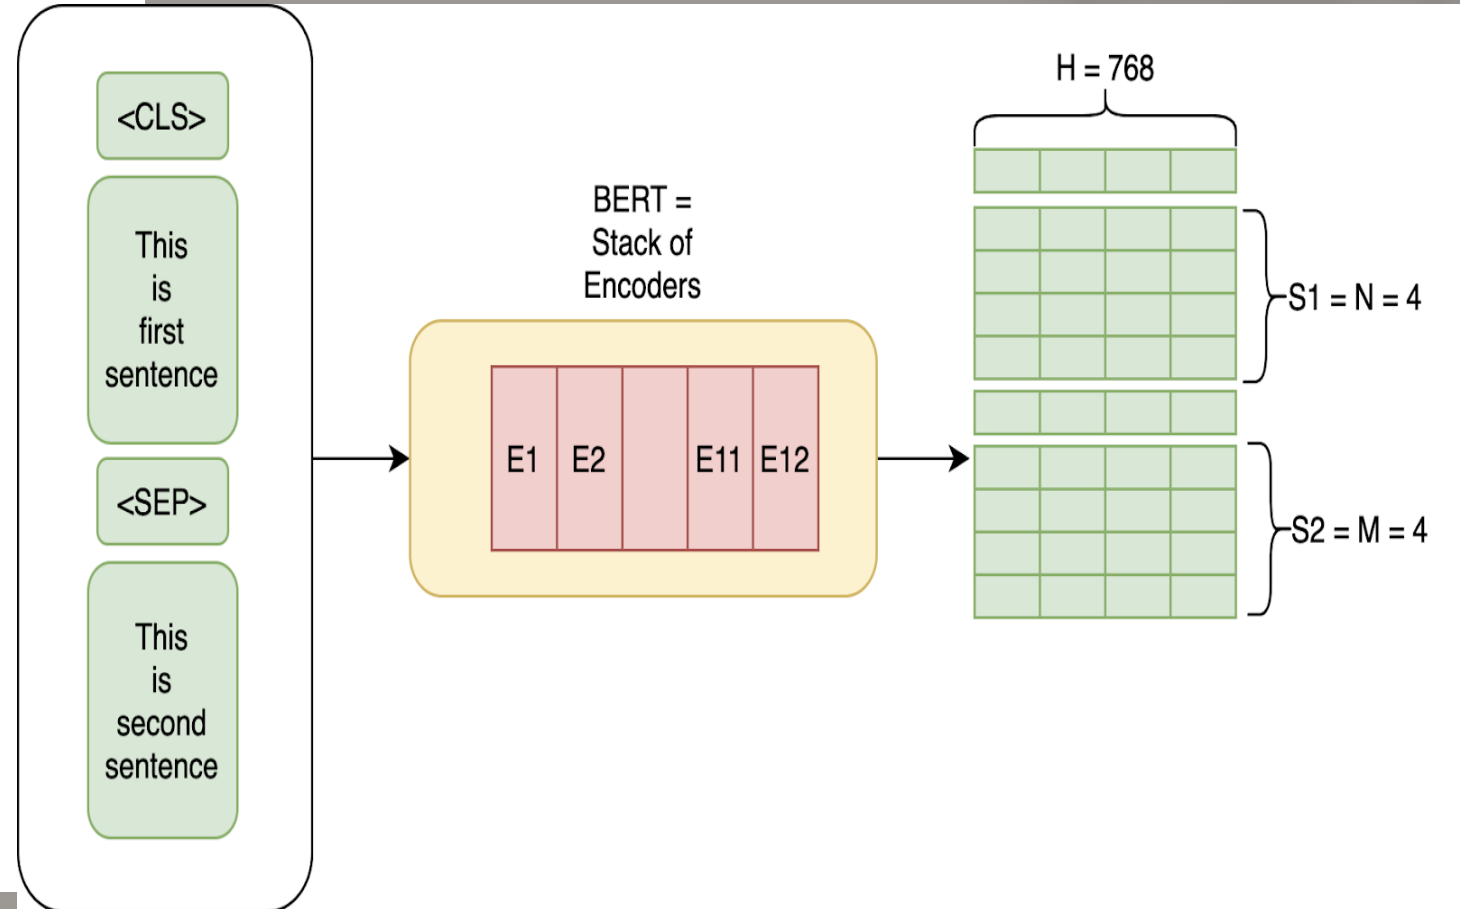 <CLS>
This
is
first
sentence
<SEP>
This
is
second
sentence
BERT =
Stack of
Encoders
E1 E2 E11 E12
H = 768
S1 = N = 4
S2 = M = 4